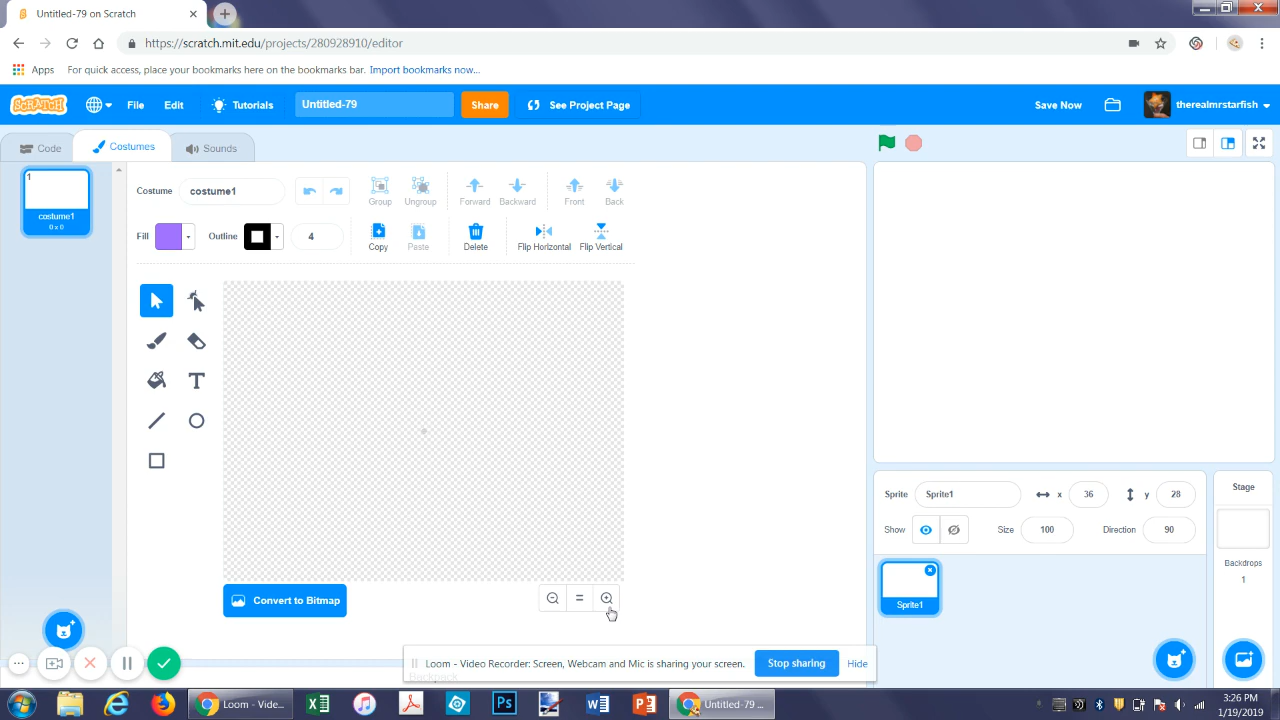 Untitled-79 on Scratch
https://scratch.mit.edu/projects/280928910/editor
Apps For quick access, place your bookmarks here on the bookmarks bar. Import bookmarks now...
SCRATCH File Edit Tutorials Untitled-79 Share See Project Page Save Now therealmrstarfish
Code Costumes Sounds
1
costume1
0 x 0
Costume costume1 Group Ungroup Forward Backward Front Back
Fill Outline 4 Copy Paste Delete Flip Horizontal Flip Vertical
Convert to Bitmap
Sprite Sprite1 x 36 y 28
Show Size 100 Direction 90
Sprite1
Stage
Backdrops
1
Loom - Video Recorder: Screen, Webcam and Mic is sharing your screen. Stop sharing Hide
Backpack
Loom - Vide... Ps Untitled-79 ...
3:26 PM
1/19/2019